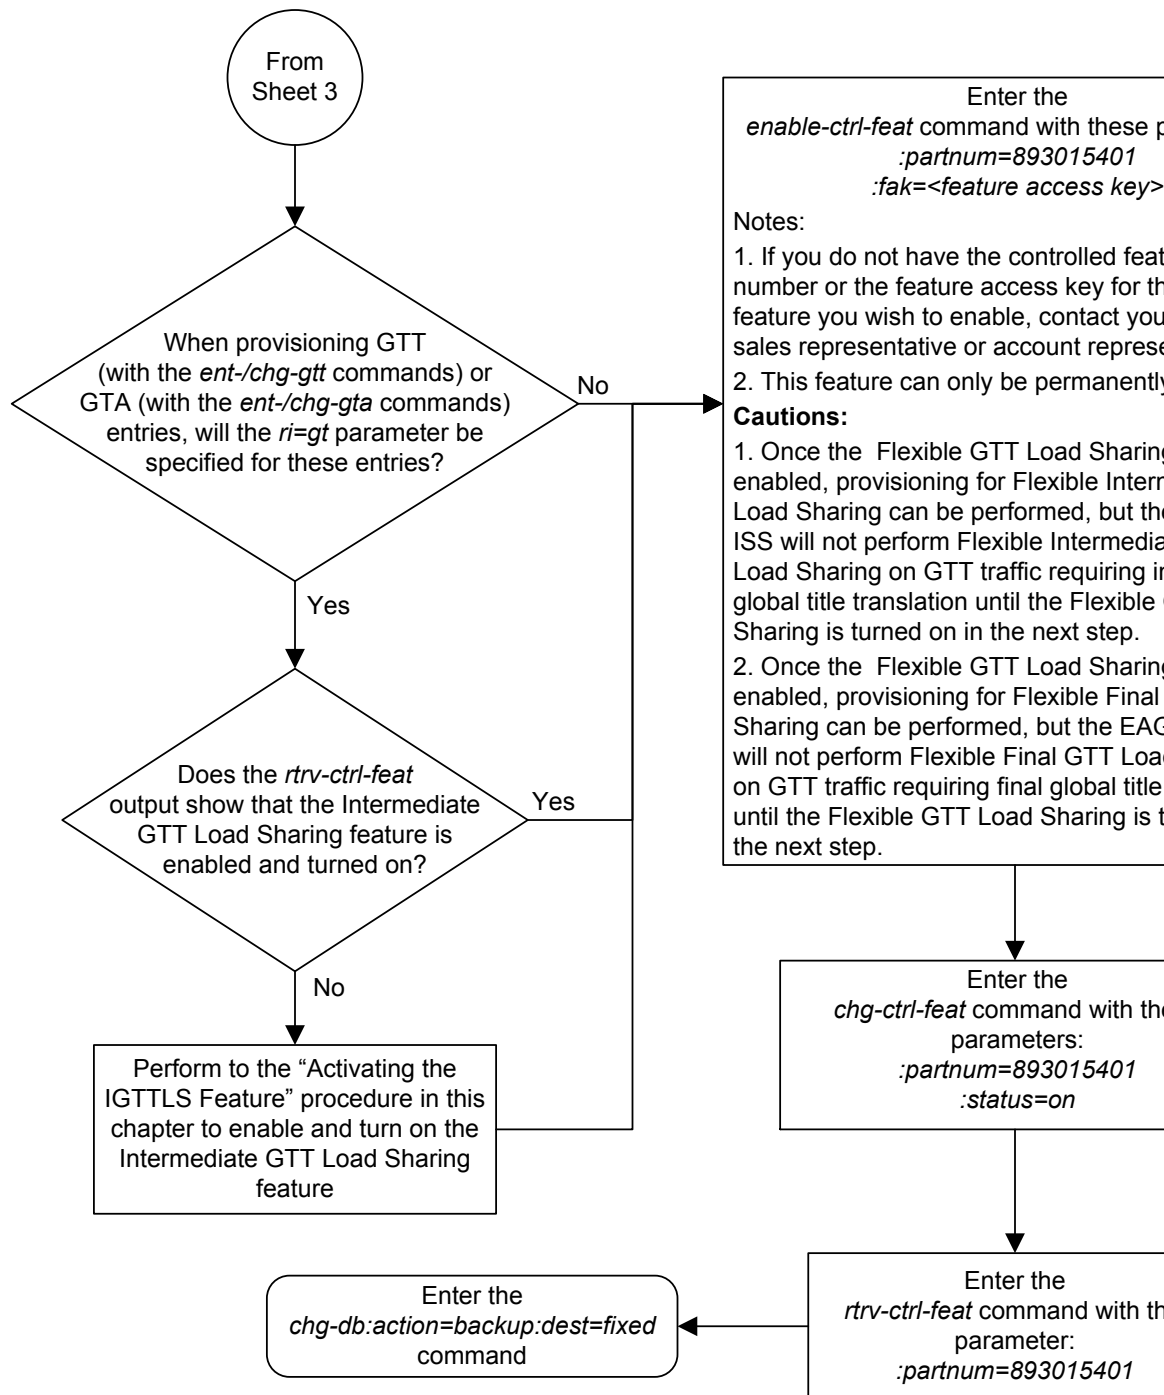 From
Sheet 3
When provisioning GTT
(with the ent-/chg-gtt commands) or
GTA (with the ent-/chg-gta commands)
entries, will the ri=gt parameter be
specified for these entries?
No
Yes
Does the rtrv-ctrl-feat
output show that the Intermediate
GTT Load Sharing feature is
enabled and turned on?
Yes
No
Perform to the “Activating the
IGTTLS Feature” procedure in this
chapter to enable and turn on the
Intermediate GTT Load Sharing
feature
Enter the
enable-ctrl-feat command with these
:partnum=893015401
:fak=<feature access key>
Notes:
1. If you do not have the controlled
number or the feature access key for
feature you wish to enable, contact
sales representative or account
2. This feature can only be permanently
Cautions:
1. Once the  Flexible GTT Load Sharing
enabled, provisioning for Flexible
Load Sharing can be performed, but
ISS will not perform Flexible
Load Sharing on GTT traffic requiring
global title translation until the Flexible
Sharing is turned on in the next step.
2. Once the  Flexible GTT Load Sharing
enabled, provisioning for Flexible Final
Sharing can be performed, but the
will not perform Flexible Final GTT Load
on GTT traffic requiring final global title
until the Flexible GTT Load Sharing is
the next step.
Enter the
chg-ctrl-feat command with
parameters:
:partnum=893015401
:status=on
Enter the
rtrv-ctrl-feat command with
parameter:
:partnum=893015401
Enter the
chg-db:action=backup:dest=fixed
command